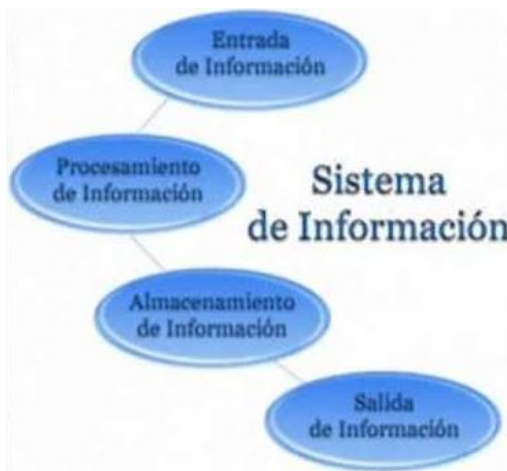 Entrada
de Información
Procesamiento
de Información
Sistema
de Información
Almacenamiento
de Información
Salida
de Información